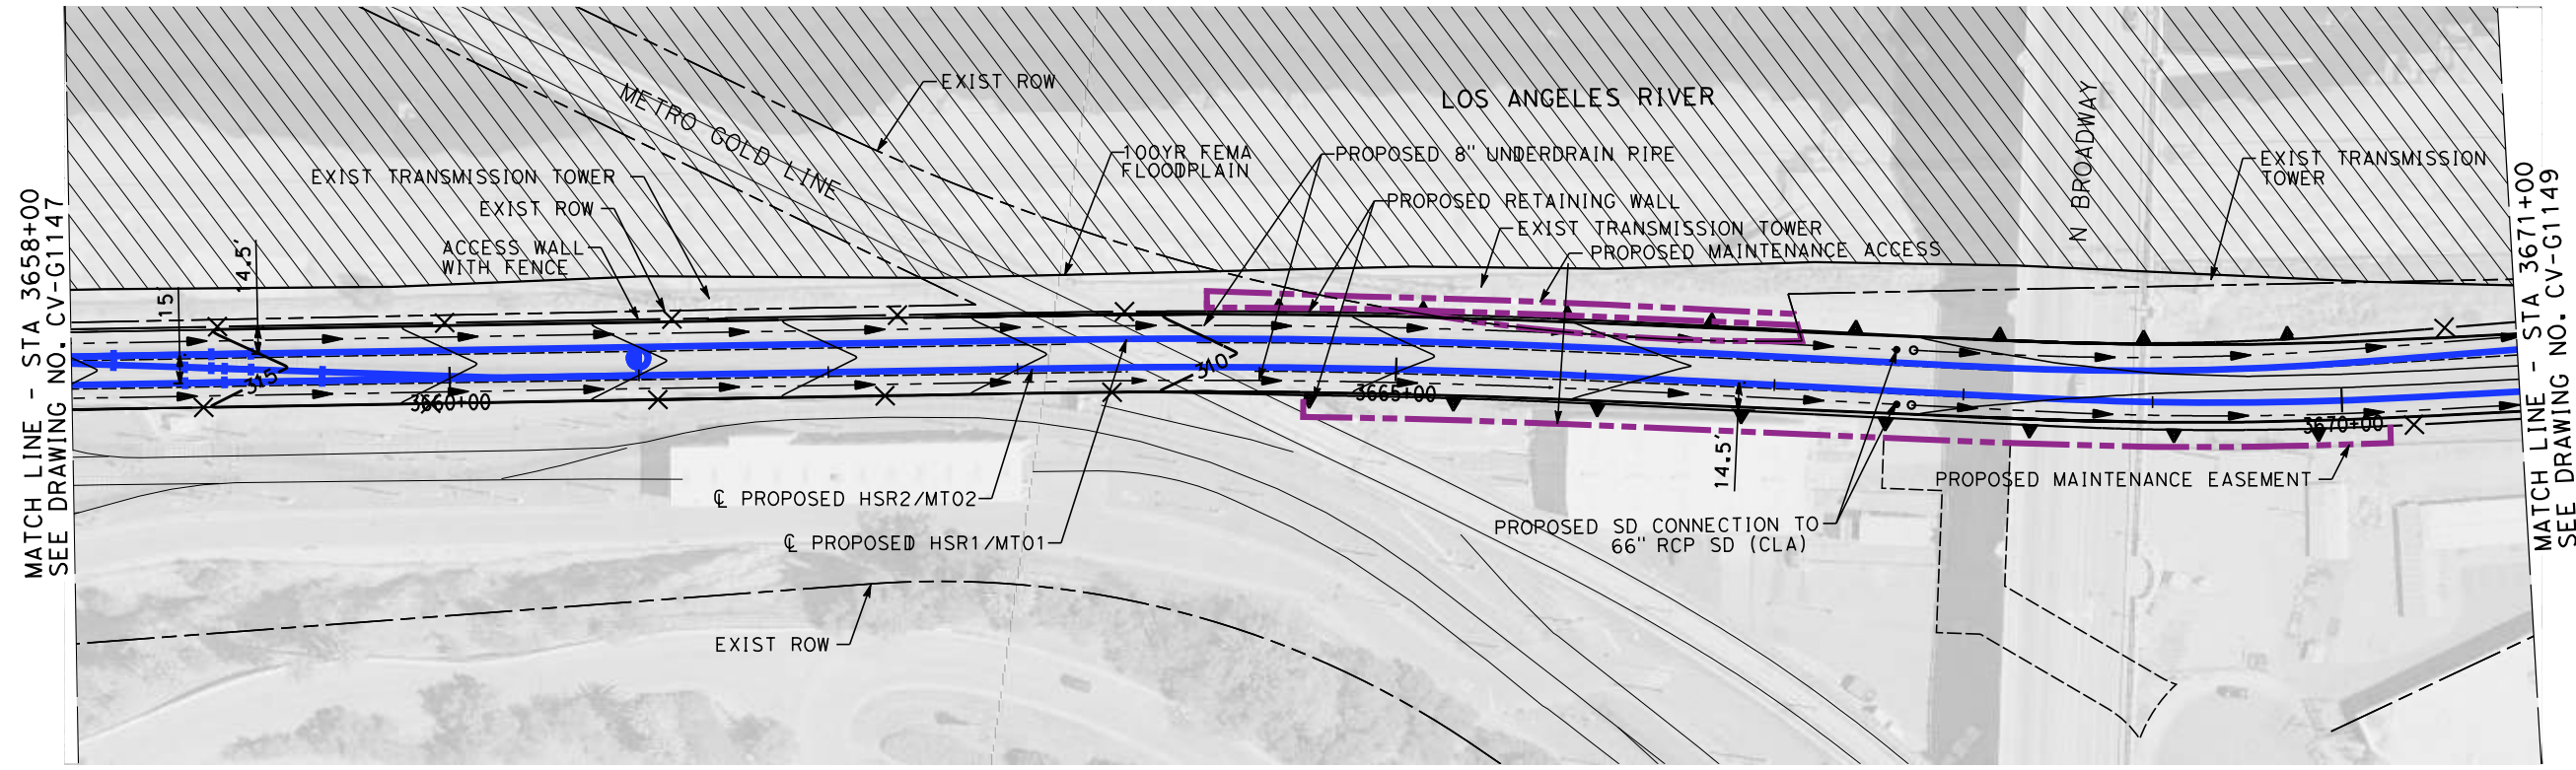 MATCH LINE - STA 3658+00
SEE DRAWING NO. CV-G1147
EXIST ROW
LOS ANGELES RIVER
METRO GOLD LINE
N BROADWAY
100YR FEMA
FLOODPLAIN
PROPOSED 8" UNDERDRAIN PIPE
EXIST TRANSMISSION
TOWER
EXIST TRANSMISSION TOWER
EXIST ROW
PROPOSED RETAINING WALL
EXIST TRANSMISSION TOWER
ACCESS WALL
WITH FENCE
PROPOSED MAINTENANCE ACCESS
14.5'
15'
315
310
3660+00
3665+00
3670+00
14.5'
PROPOSED MAINTENANCE EASEMENT
℄ PROPOSED HSR2/MT02
℄ PROPOSED HSR1/MT01
PROPOSED SD CONNECTION TO
66" RCP SD (CLA)
EXIST ROW
MATCH LINE - STA 3671+00
SEE DRAWING NO. CV-G1149